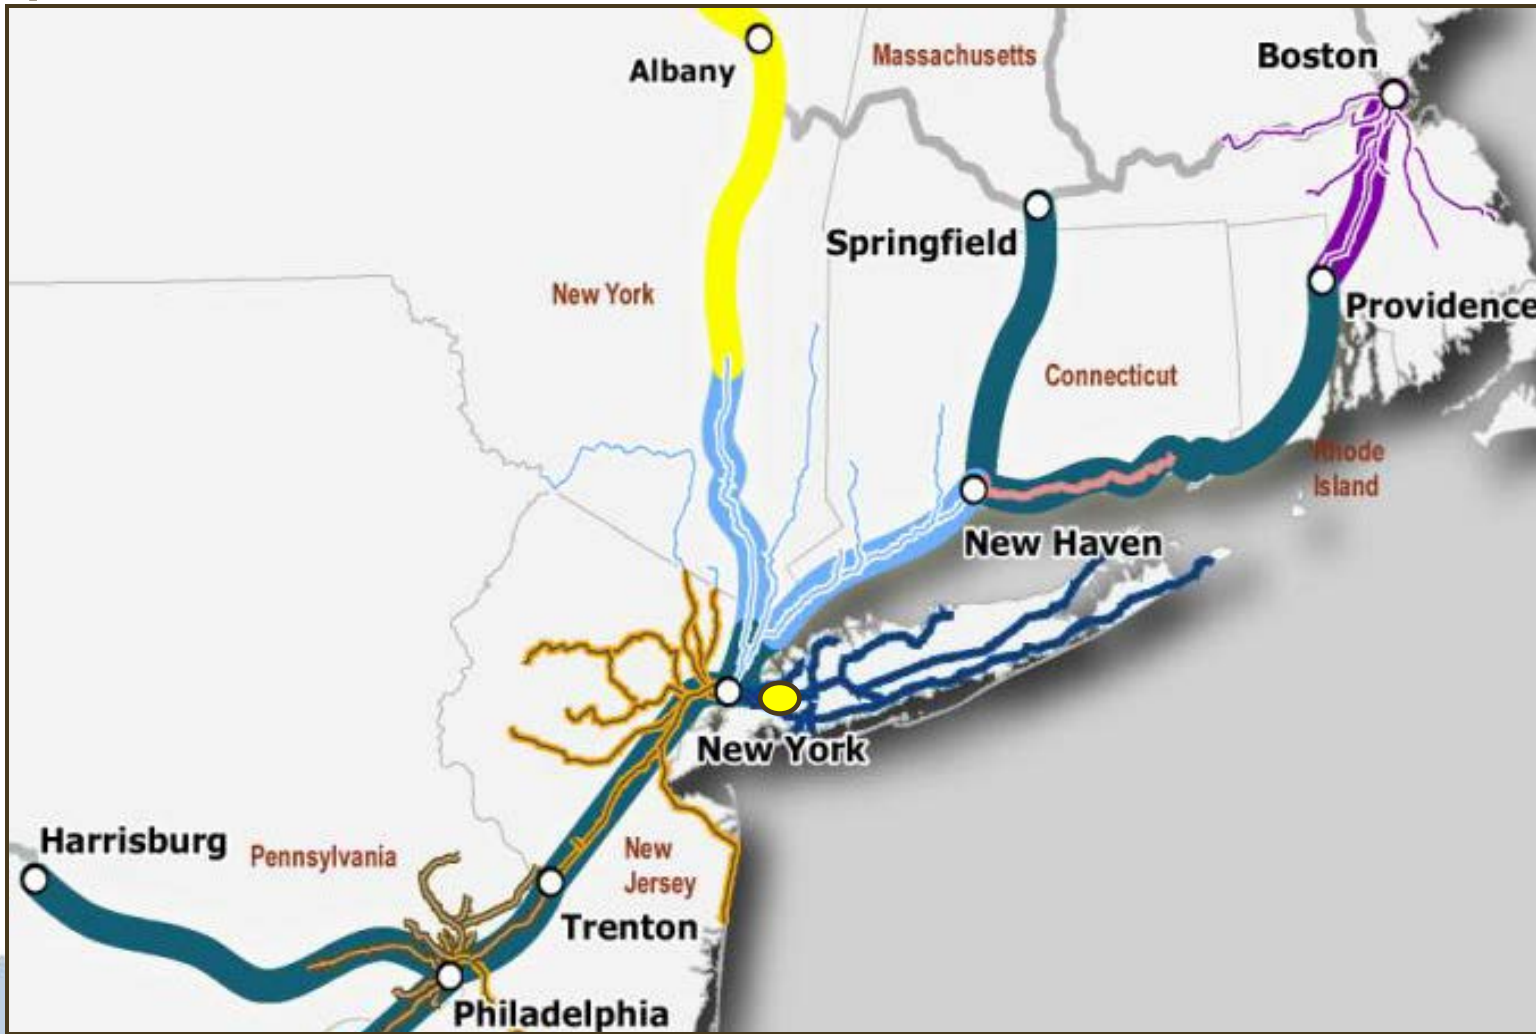 Albany
Massachusetts
Boston
Springfield
New York
Providence
Connecticut
Rhode
Island
New Haven
New York
Harrisburg
Pennsylvania
New
Jersey
Trenton
Philadelphia